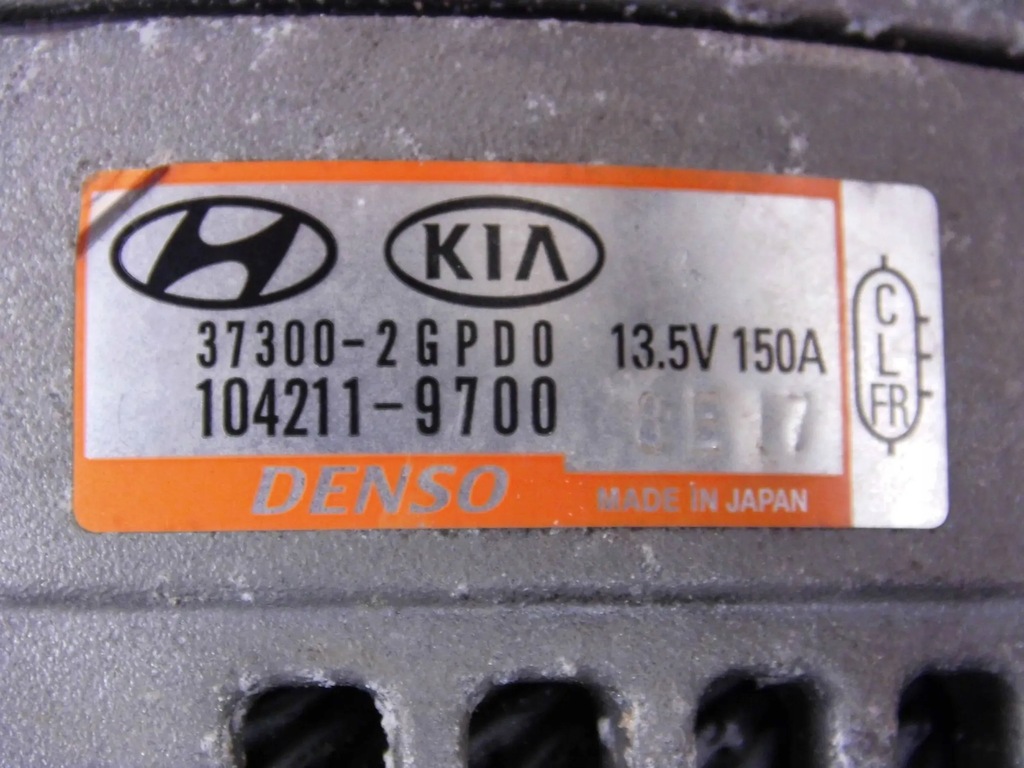 KIA
37300-2GPD0 13.5V 150A
104211-9700
DENSO
MADE IN JAPAN
C
L
FR